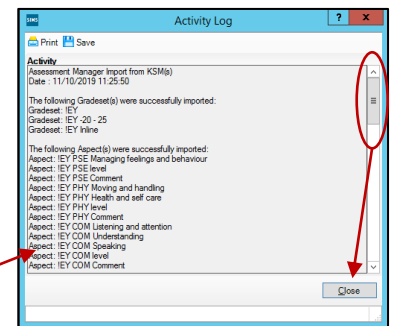 SIMS Activity Log ? x
Print Save
Activity
Assessment Manager Import from KSM(s)
Date : 11/10/2019 11:25:50
The following Gradeset(s) were successfully imported:
Gradeset: !EY
Gradeset: !EY -20 - 25
Gradeset: !EY Inline
The following Aspect(s) were successfully imported:
Aspect: !EY PSE Managing feelings and behaviour
Aspect: !EY PSE level
Aspect: !EY PSE Comment
Aspect: !EY PHY Moving and handling
Aspect: !EY PHY Health and self care
Aspect: !EY PHY level
Aspect: !EY PHY Comment
Aspect: !EY COM Listening and attention
Aspect: !EY COM Understanding
Aspect: !EY COM Speaking
Aspect: !EY COM level
Aspect: !EY COM Comment
Close